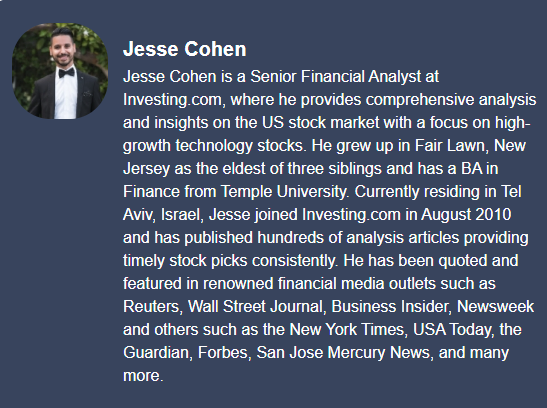 Jesse Cohen
Jesse Cohen is a Senior Financial Analyst at
Investing.com, where he provides comprehensive analysis
and insights on the US stock market with a focus on high-
growth technology stocks. He grew up in Fair Lawn, New
Jersey as the eldest of three siblings and has a BA in
Finance from Temple University. Currently residing in Tel
Aviv, Israel, Jesse joined Investing.com in August 2010
and has published hundreds of analysis articles providing
timely stock picks consistently. He has been quoted and
featured in renowned financial media outlets such as
Reuters, Wall Street Journal, Business Insider, Newsweek
and others such as the New York Times, USA Today, the
Guardian, Forbes, San Jose Mercury News, and many
more.